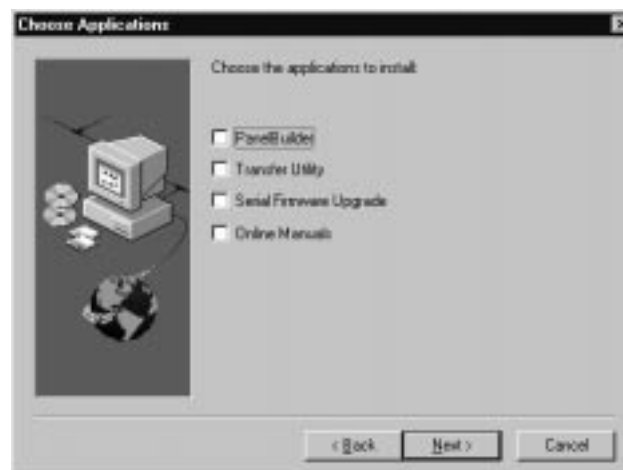 Choose Applications
Choose the applications to install:
PanelBuilder
Transfer Utility
Serial Firmware Upgrade
Online Manuals
< Back
Next >
Cancel